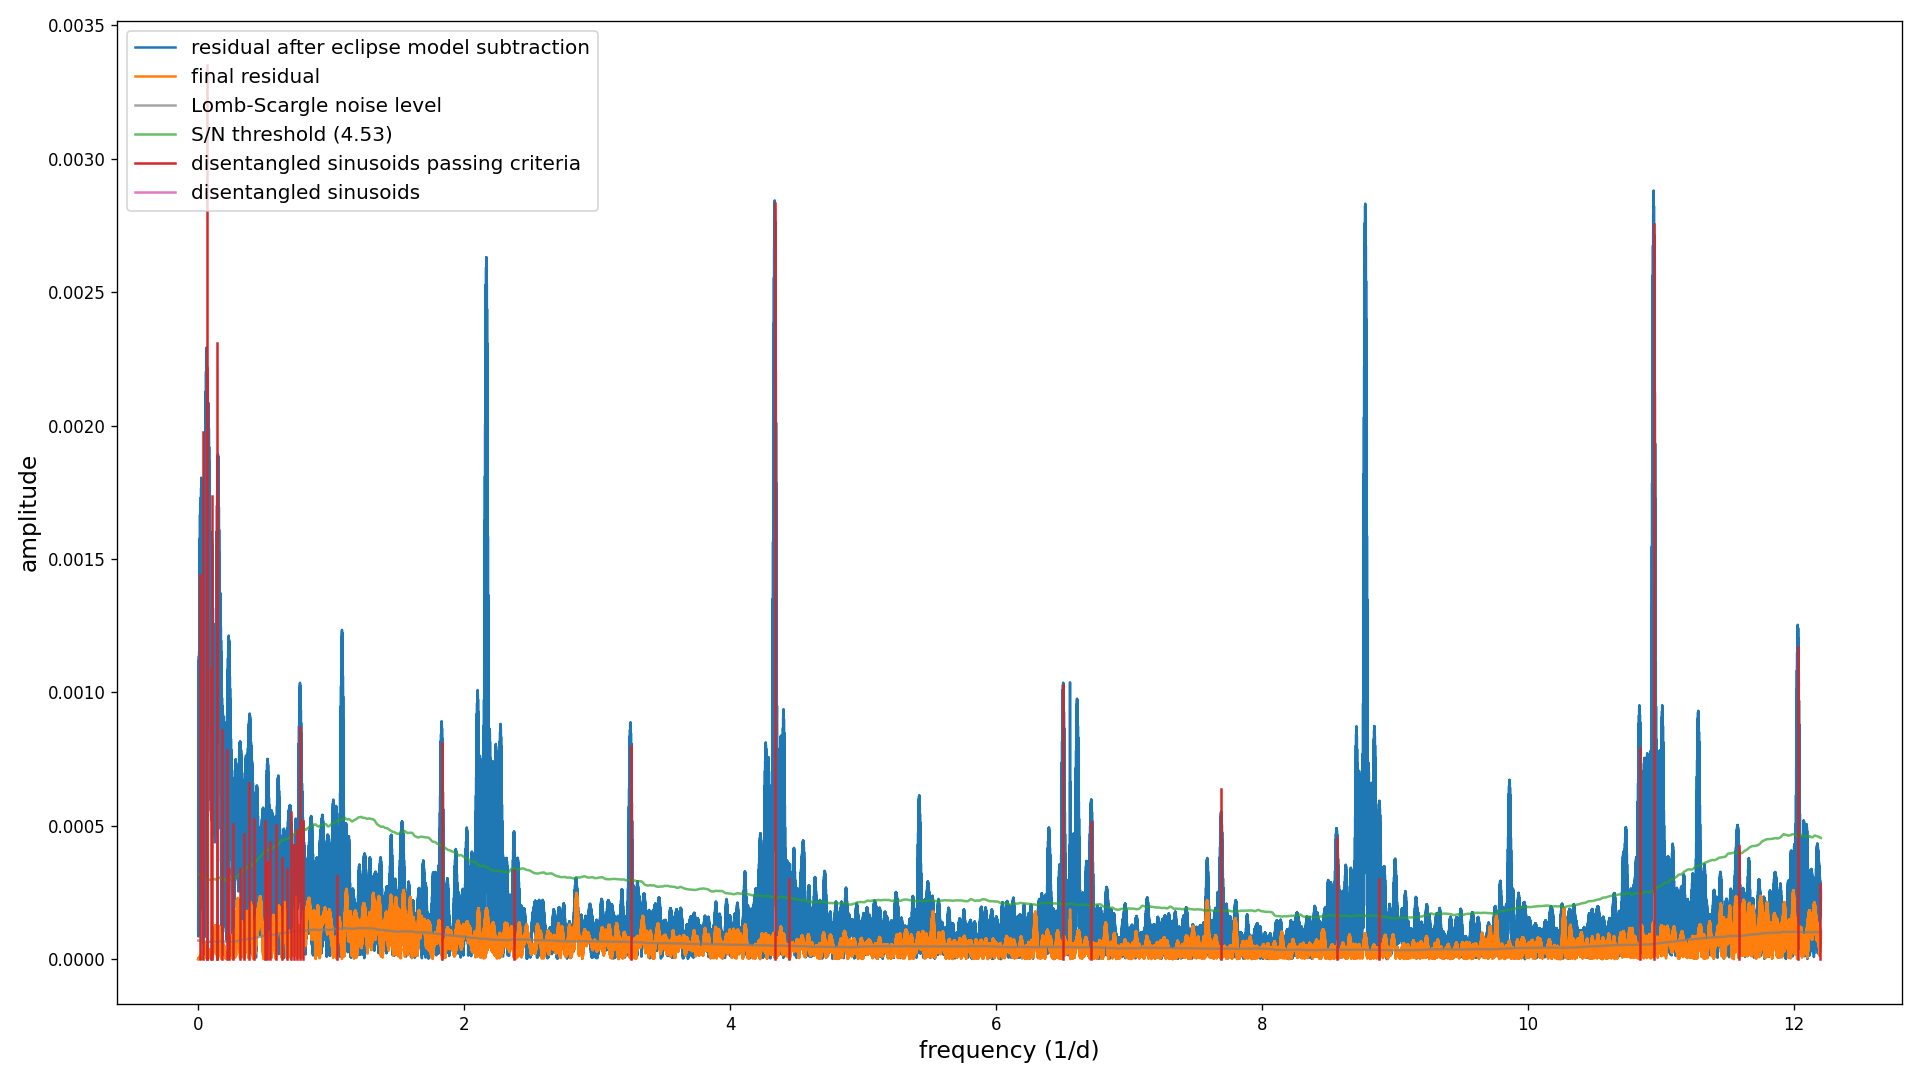 0.0035
0.0030
0.0025
0.0020
0.0015
0.0010
0.0005
0.0000
amplitude
residual after eclipse model subtraction
final residual
Lomb-Scargle noise level
S/N threshold (4.53)
disentangled sinusoids passing criteria
disentangled sinusoids
0 2 4 6 8 10 12
frequency (1/d)